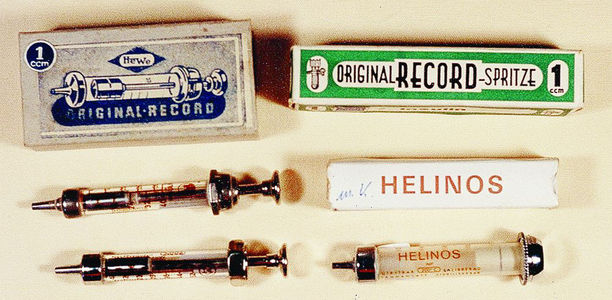 1
ccm
HeWe
ORIGINAL-RECORD
ORIGINAL RECORD-SPRITZE 1
ccm
HELINOS
HELINOS